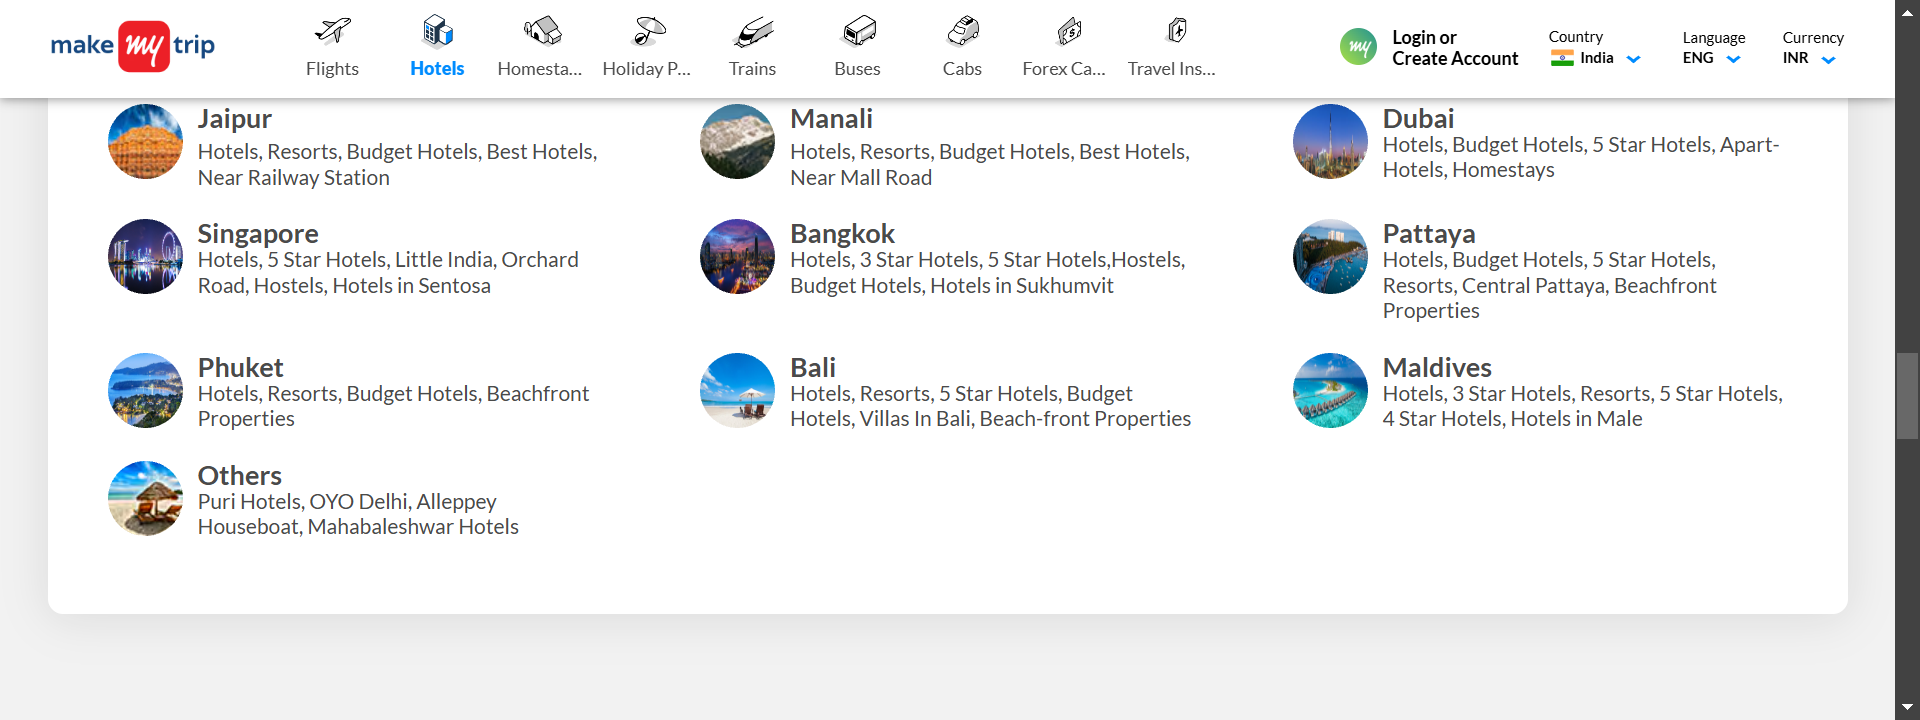 make my trip
Flights
Hotels
Homesta...
Holiday P...
Trains
Buses
Cabs
Forex Ca...
Travel Ins...
my
Login or
Create Account
Country
India
Language
ENG
Currency
INR
Jaipur
Hotels, Resorts, Budget Hotels, Best Hotels,
Near Railway Station
Manali
Hotels, Resorts, Budget Hotels, Best Hotels,
Near Mall Road
Dubai
Hotels, Budget Hotels, 5 Star Hotels, Apart-
Hotels, Homestays
Singapore
Hotels, 5 Star Hotels, Little India, Orchard
Road, Hostels, Hotels in Sentosa
Bangkok
Hotels, 3 Star Hotels, 5 Star Hotels,Hostels,
Budget Hotels, Hotels in Sukhumvit
Pattaya
Hotels, Budget Hotels, 5 Star Hotels,
Resorts, Central Pattaya, Beachfront
Properties
Phuket
Hotels, Resorts, Budget Hotels, Beachfront
Properties
Bali
Hotels, Resorts, 5 Star Hotels, Budget
Hotels, Villas In Bali, Beach-front Properties
Maldives
Hotels, 3 Star Hotels, Resorts, 5 Star Hotels,
4 Star Hotels, Hotels in Male
Others
Puri Hotels, OYO Delhi, Alleppey
Houseboat, Mahabaleshwar Hotels